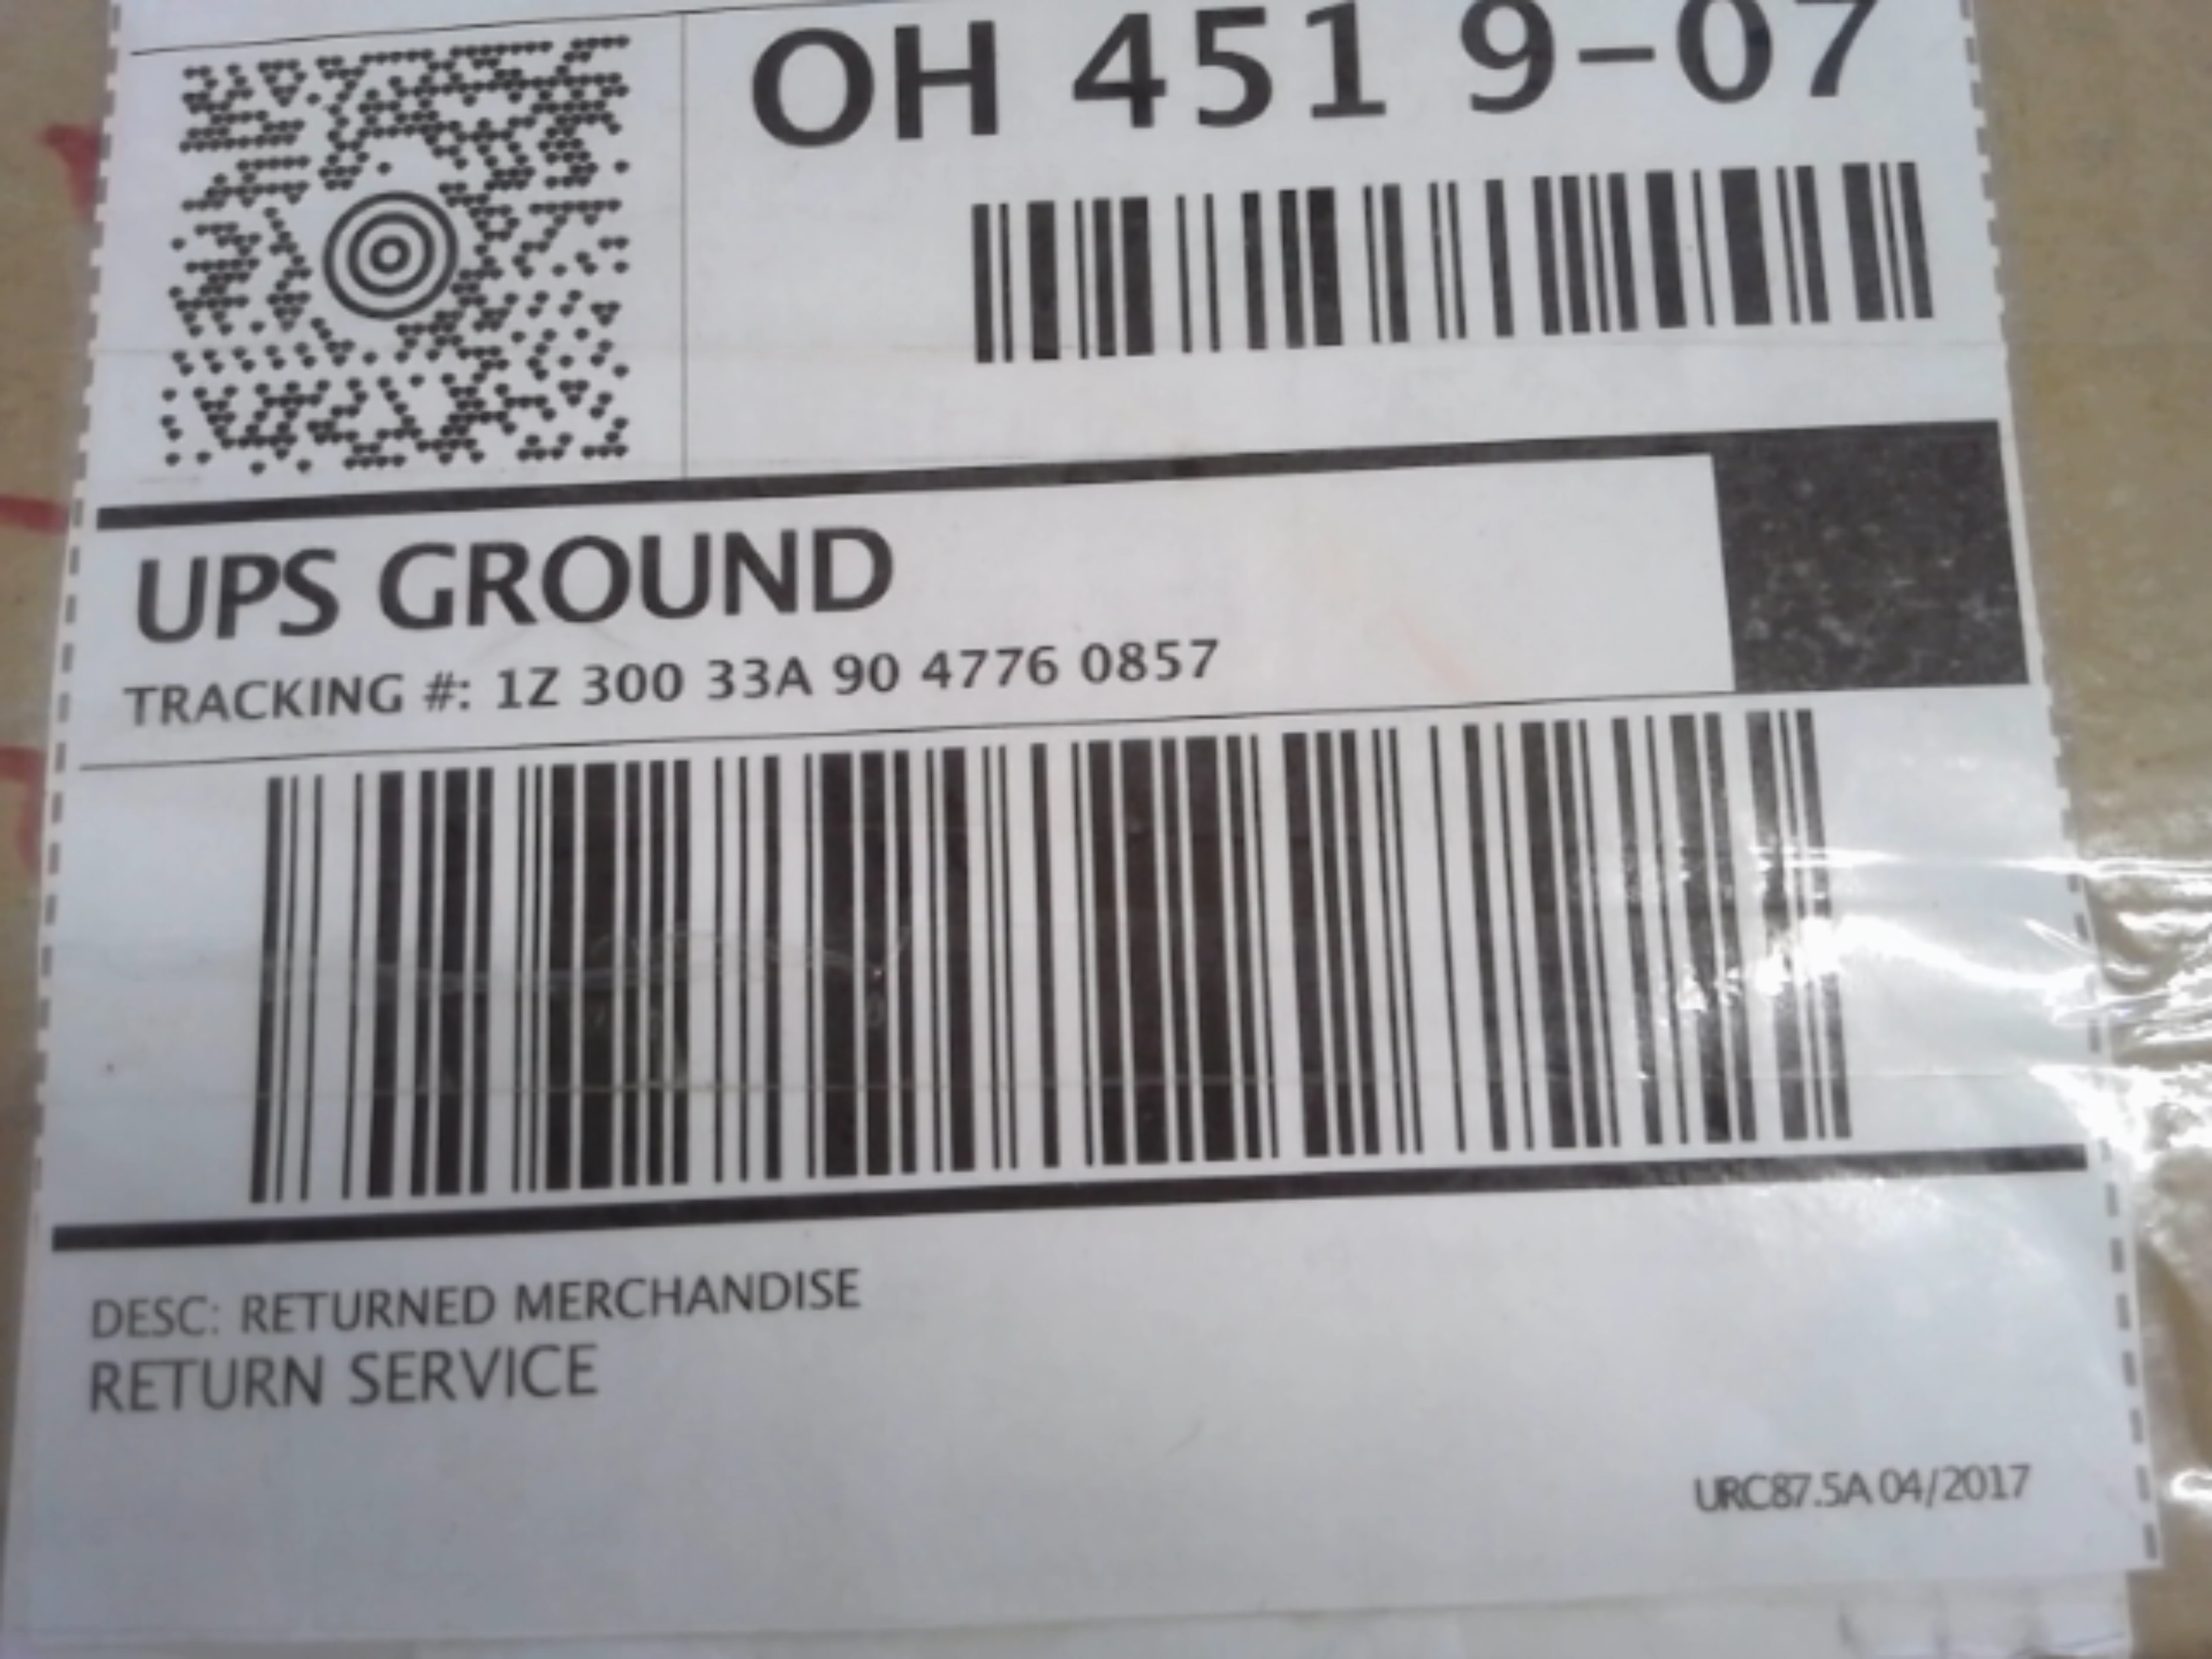 OH 451 9-07
UPS GROUND
TRACKING #: 1Z 300 33A 90 4776 0857
DESC: RETURNED MERCHANDISE
RETURN SERVICE
URC87.5A 04/2017